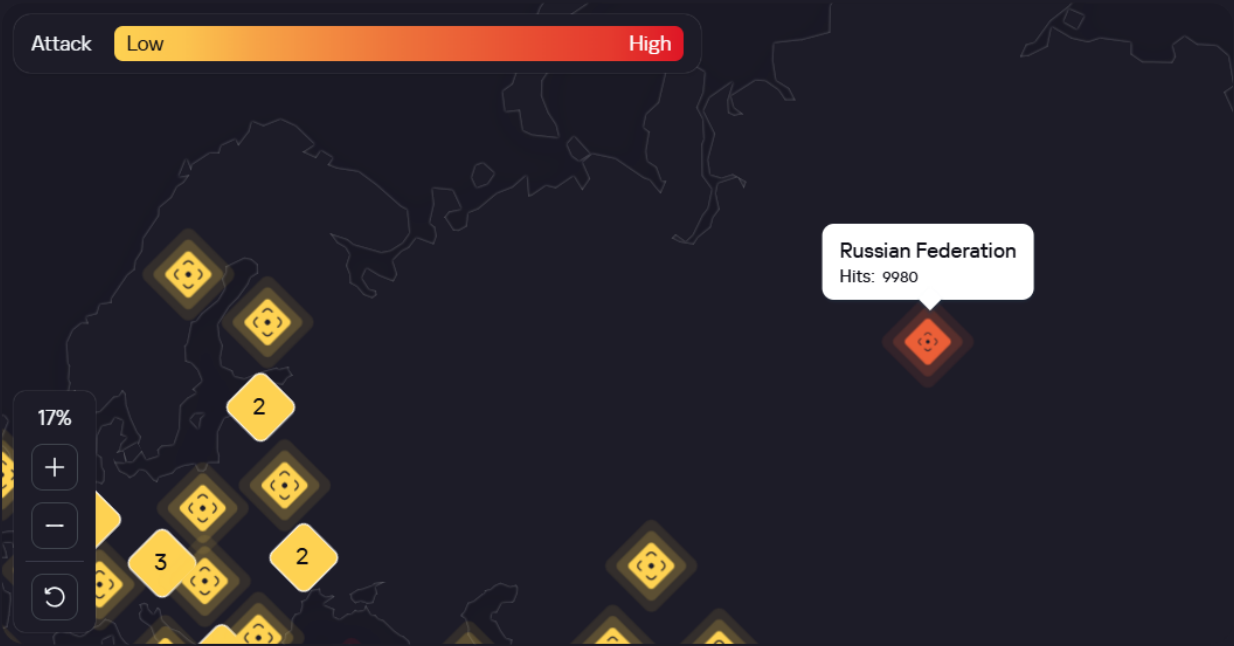 Attack
Low
High
Russian Federation
Hits: 9980
17%
2
3
2